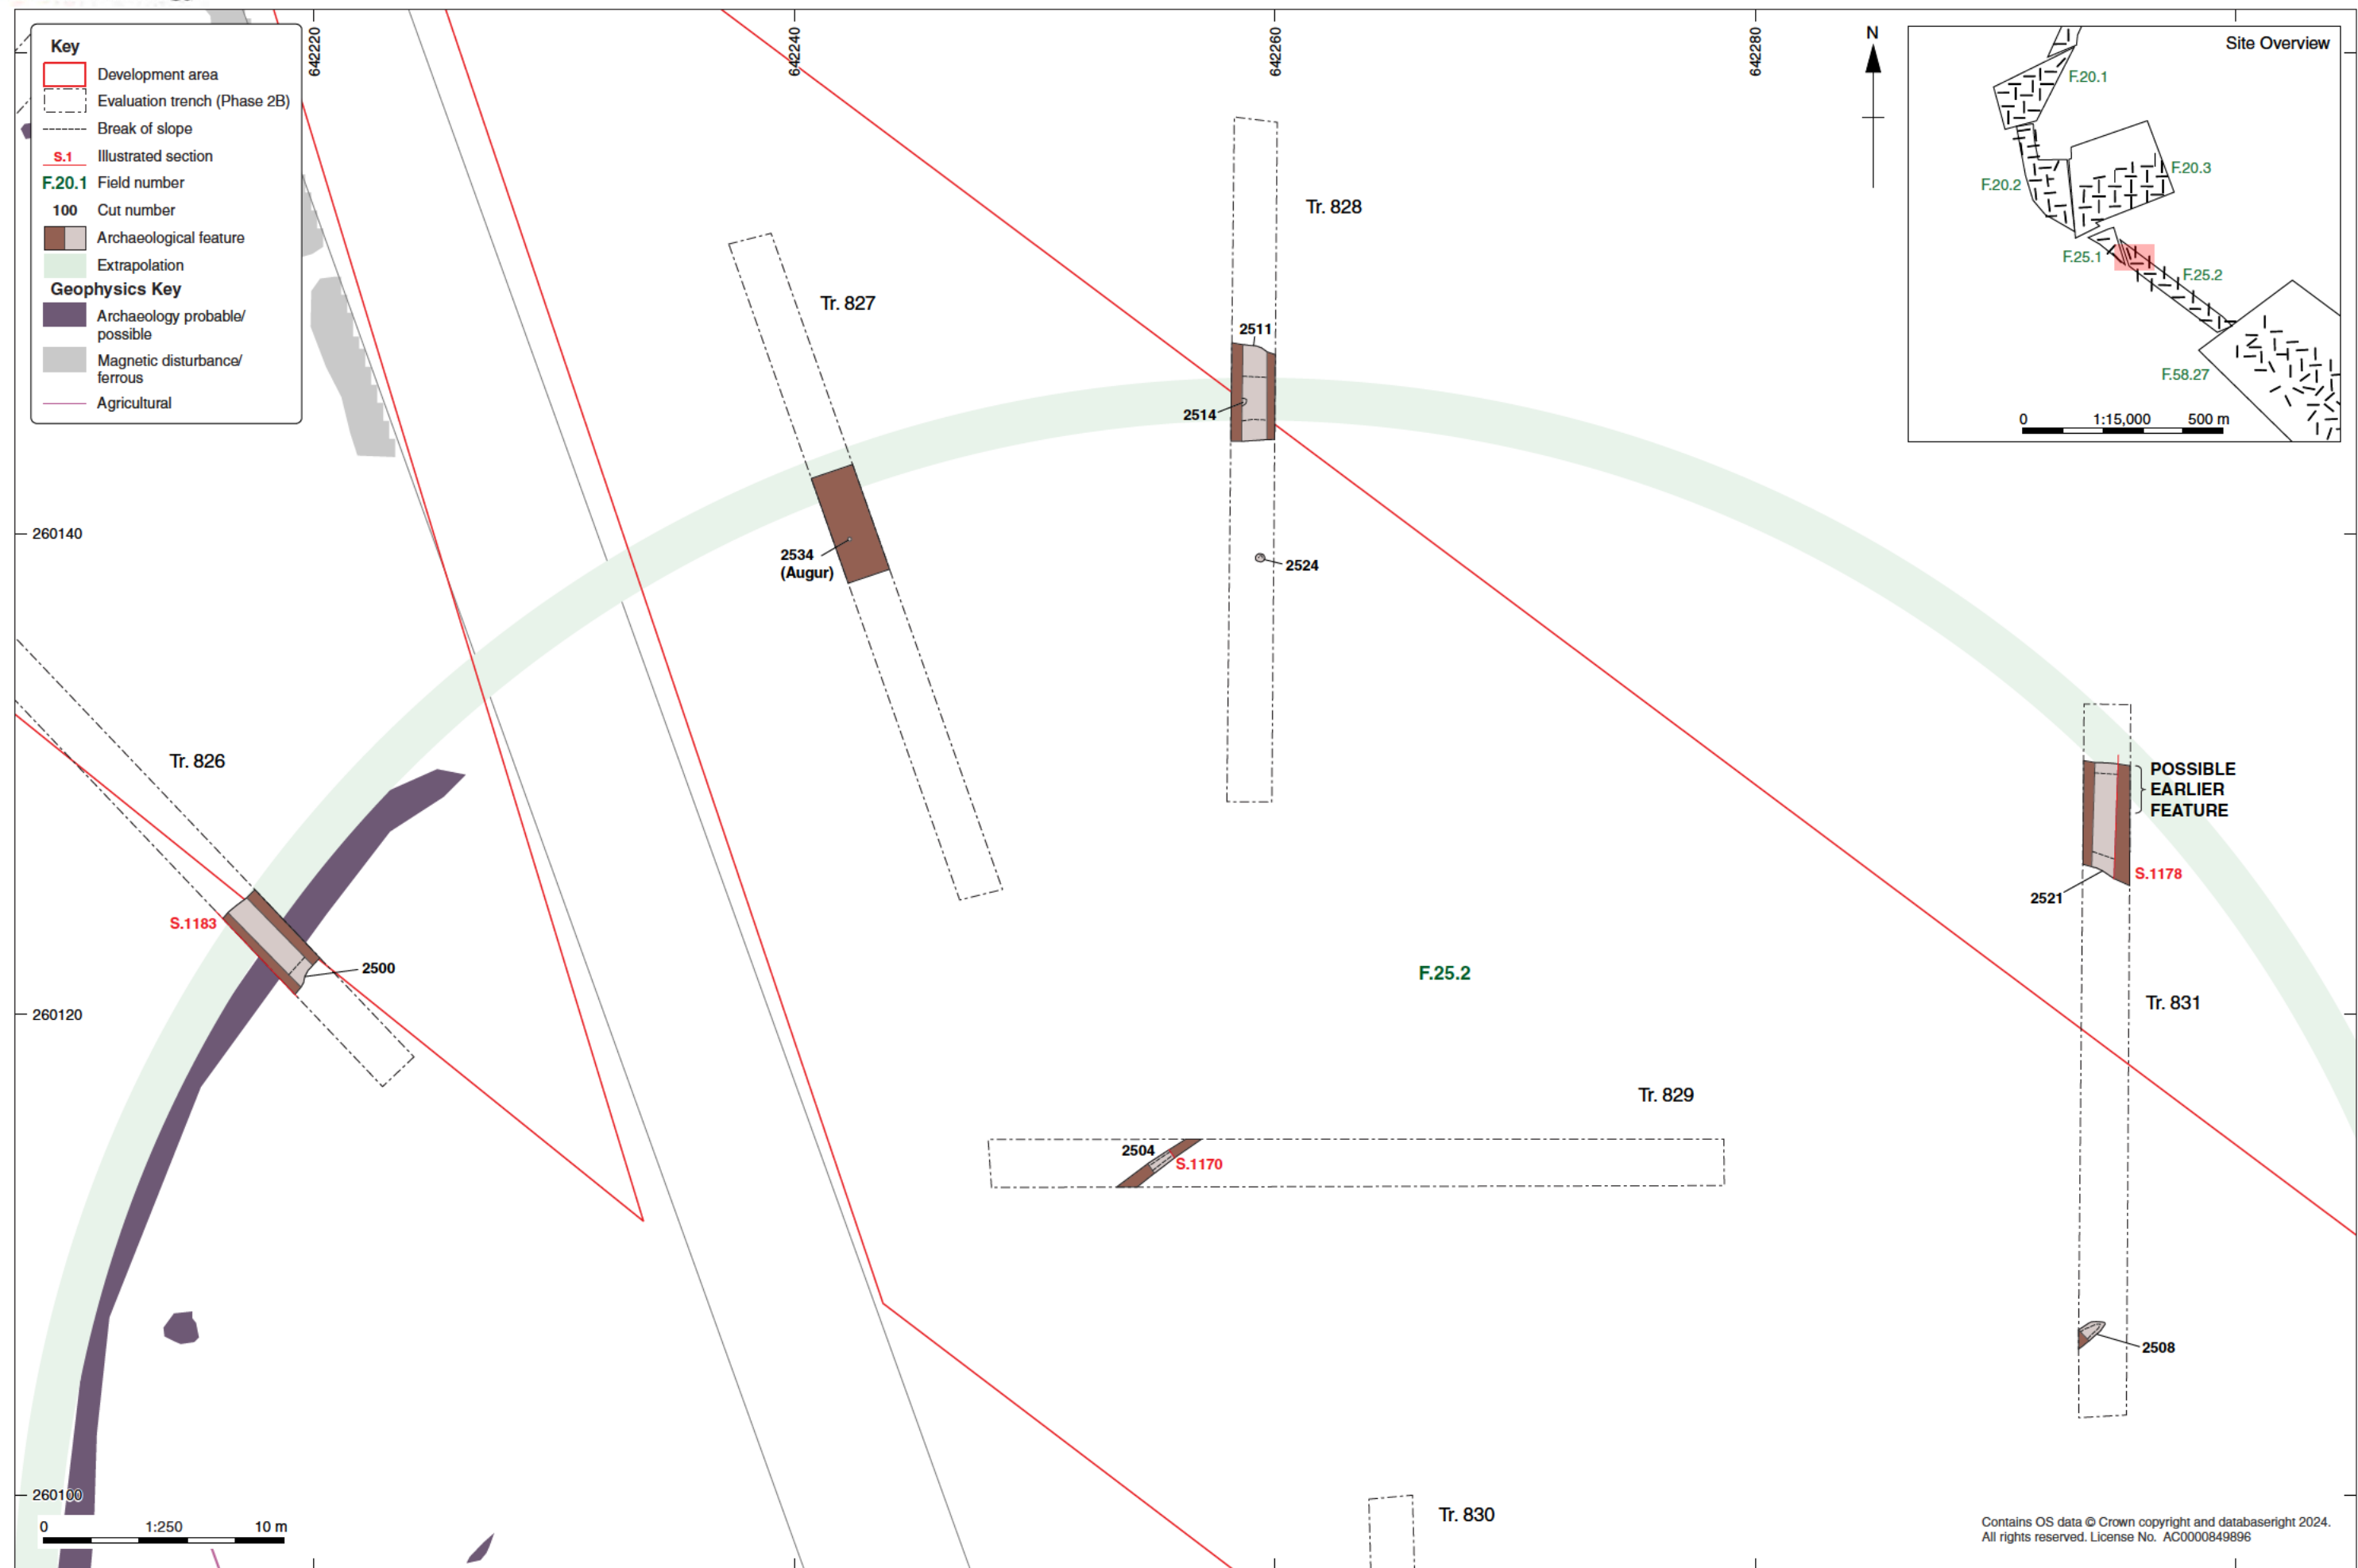 Key
Development area
Evaluation trench (Phase 2B)
Break of slope
S.1 Illustrated section
F.20.1 Field number
100 Cut number
Archaeological feature
Extrapolation
Geophysics Key
Archaeology probable/
possible
Magnetic disturbance/
ferrous
Agricultural
642220
642240
642260
642280
N
Site Overview
F.20.1
F.20.3
F.20.2
F.25.1
F.25.2
F.58.27
0 1:15,000 500 m
Tr. 828
Tr. 827
2511
2514
260140
2534
(Augur)
2524
Tr. 826
POSSIBLE
EARLIER
FEATURE
S.1178
2521
S.1183
2500
F.25.2
Tr. 831
260120
Tr. 829
2504
S.1170
2508
260100
Tr. 830
0 1:250 10 m
Contains OS data © Crown copyright and databaseright 2024.
All rights reserved. License No. AC0000849896